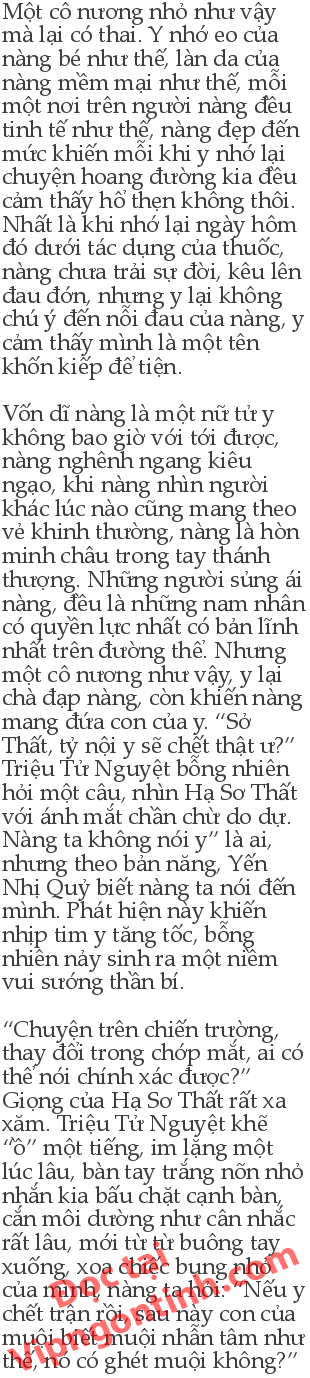 Một cô nương nhỏ như vậy
mà lại có thai. Y nhớ eo của
nàng bé như thế, làn da của
nàng mềm mại như thế, mỗi
một nơi trên người nàng đều
tinh tế như thế, nàng đẹp đến
mức khiến mỗi khi y nhớ lại
chuyện hoang đường kia đều
cảm thấy hổ thẹn không thôi.
Nhất là khi nhớ lại ngày hôm
đó dưới tác dụng của thuốc,
nàng chưa trải sự đời, kêu lên
đau đớn, nhưng y lại không
chú ý đến nỗi đau của nàng, y
cảm thấy mình là một tên
khốn kiếp đê tiện.
Vốn dĩ nàng là một nữ tử y
không bao giờ với tới được,
nàng nghênh ngang kiêu
ngạo, khi nàng nhìn người
khác lúc nào cũng mang theo
vẻ khinh thường, nàng là hòn
minh châu trong tay thánh
thượng. Những người sủng ái
nàng, đều là những nam nhân
có quyền lực nhất có bản lĩnh
nhất trên đường thể. Nhưng
một cô nương như vậy, y lại
chà đạp nàng, còn khiến nàng
mang đứa con của y. “Sở
Thất, tỷ nội y sẽ chết thật ư?”
Triệu Tử Nguyệt bỗng nhiên
hỏi một câu, nhìn Hạ Sơ Thất
với ánh mắt chần chừ do dự.
Nàng ta không nói y” là ai,
nhưng theo bản năng, Yến
Nhị Quỷ biết nàng ta nói đến
mình. Phát hiện này khiến
nhịp tim y tăng tốc, bỗng
nhiên nảy sinh ra một niềm
vui sướng thần bí.
“Chuyện trên chiến trường,
thay đổi trong chớp mắt, ai có
thể nói chính xác được?”
Giọng của Hạ Sơ Thất rất xa
xăm. Triệu Tử Nguyệt khẽ
“ồ” một tiếng, im lặng một
lúc lâu, bàn tay trắng nõn nhỏ
nhắn kia bấu chặt cạnh bàn,
cắn môi dường như cân nhắc
rất lâu, mới từ từ buông tay
xuống, xoa chiếc bụng nhỏ
của mình, nàng ta hỏi: “Nếu y
chết trận rồi, sau này con của
muội biết muội nhẫn tâm như
thế, nó có ghét muội không?”
Đọc tại
Vipngontinh.com